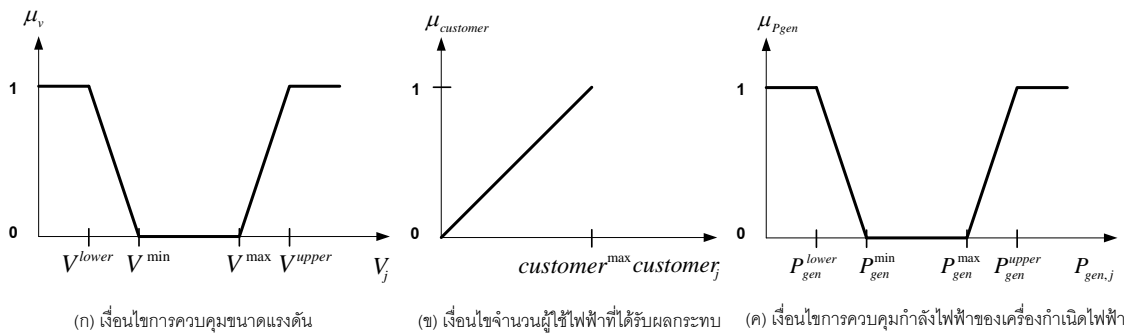 μ_v
1
0
V^lower V^min V^max V^upper V_j
(ก) เงื่อนไขการควบคุมขนาดแรงดัน
μ_customer
1
0
customer^max customer_j
(ข) เงื่อนไขจำนวนผู้ใช้ไฟฟ้าที่ได้รับผลกระทบ
μ_Pgen
1
0
P_gen^lower P_gen^min P_gen^max P_gen^upper P_gen,j
(ค) เงื่อนไขการควบคุมกำลังไฟฟ้าของเครื่องกำเนิดไฟฟ้า